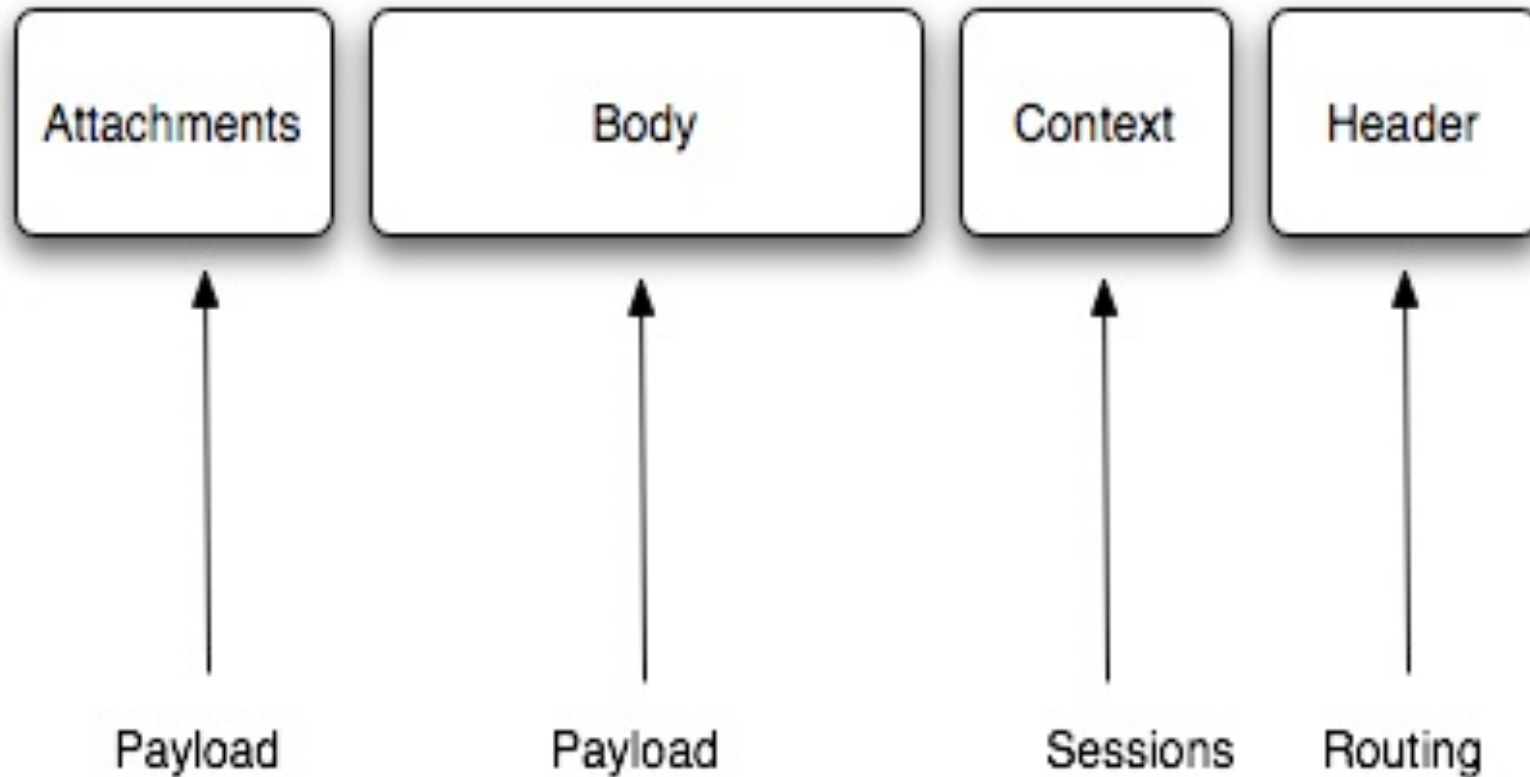 Attachments
Body
Context
Header
Payload
Payload
Sessions
Routing